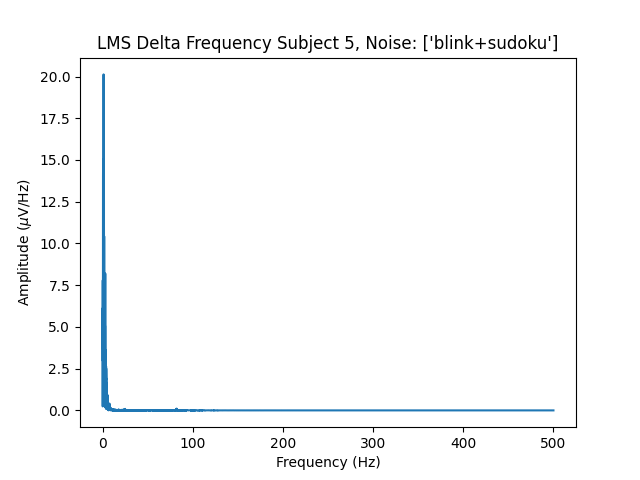 LMS Delta Frequency Subject 5, Noise: ['blink+sudoku']
20.0
17.5
15.0
12.5
10.0
7.5
5.0
2.5
0.0
Amplitude (μV/Hz)
0 100 200 300 400 500
Frequency (Hz)